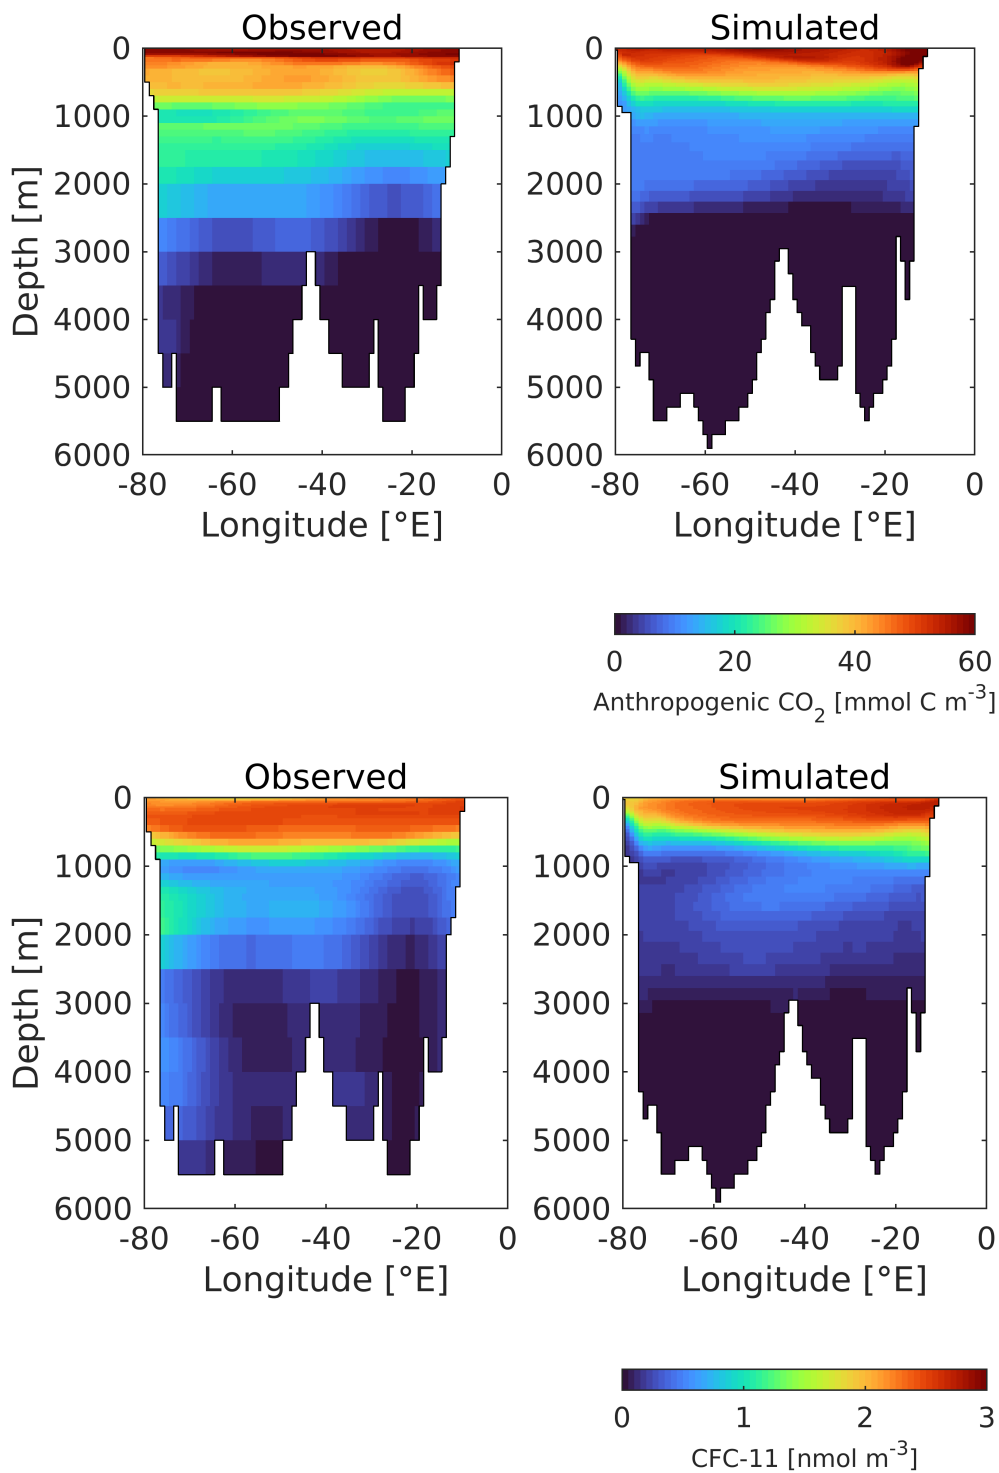 Observed Simulated
0 0
1000 1000
2000 2000
3000 3000
4000 4000
5000 5000
6000 6000
Depth [m]
-80 -60 -40 -20 0 -80 -60 -40 -20 0
Longitude [°E] Longitude [°E]
0 20 40 60
Anthropogenic CO2 [mmol C m-3]
Observed Simulated
0 0
1000 1000
2000 2000
3000 3000
4000 4000
5000 5000
6000 6000
Depth [m]
-80 -60 -40 -20 0 -80 -60 -40 -20 0
Longitude [°E] Longitude [°E]
0 1 2 3
CFC-11 [nmol m-3]